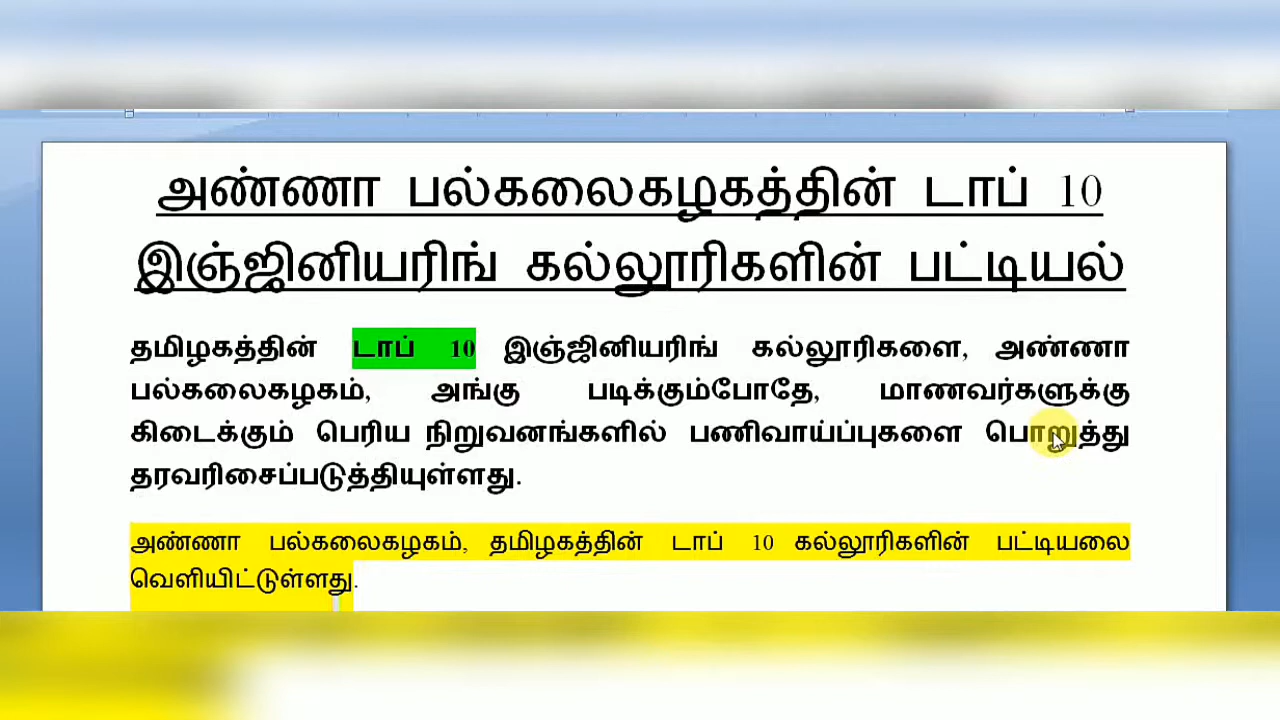 அண்ணா பல்கலைகழகத்தின் டாப் 10
இஞ்ஜினியரிங் கல்லூரிகளின் பட்டியல்
தமிழகத்தின் டாப் 10 இஞ்ஜினியரிங் கல்லூரிகளை, அண்ணா
பல்கலைகழகம், அங்கு படிக்கும்போதே, மாணவர்களுக்கு
கிடைக்கும் பெரிய நிறுவனங்களில் பணிவாய்ப்புகளை பொறுத்து
தரவரிசைப்படுத்தியுள்ளது.
அண்ணா பல்கலைகழகம், தமிழகத்தின் டாப் 10 கல்லூரிகளின் பட்டியலை
வெளியிட்டுள்ளது.